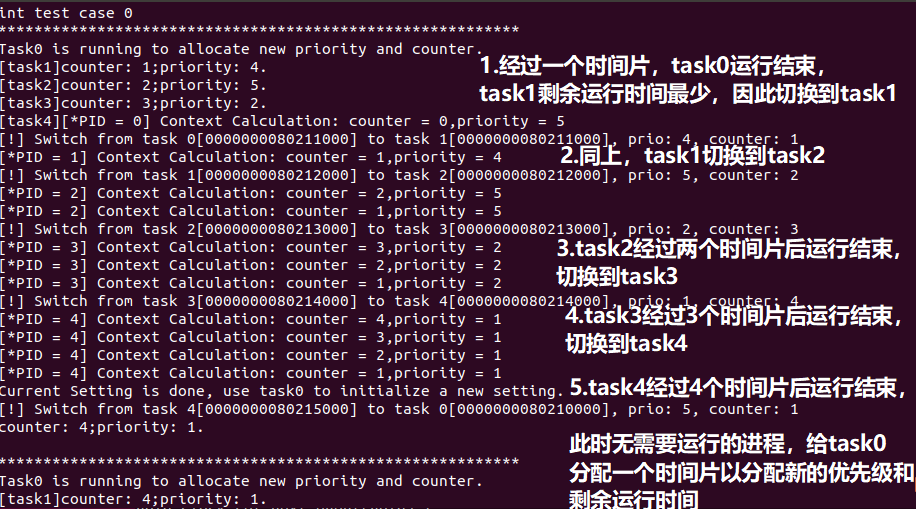 int test case 0
************************************************************
Task0 is running to allocate new priority and counter.
[task1]counter: 1;priority: 4.
1.经过一个时间片，task0运行结束，
[task2]counter: 2;priority: 5.
task1剩余运行时间最少，因此切换到task1
[task3]counter: 3;priority: 2.
[task4][*PID = 0] Context Calculation: counter = 0,priority = 5
[!] Switch from task 0[0000000080211000] to task 1[0000000080211000], prio: 4, counter: 1
[*PID = 1] Context Calculation: counter = 1,priority = 4
2.同上，task1切换到task2
[!] Switch from task 1[0000000080212000] to task 2[0000000080212000], prio: 5, counter: 2
[*PID = 2] Context Calculation: counter = 2,priority = 5
[*PID = 2] Context Calculation: counter = 1,priority = 5
[!] Switch from task 2[0000000080213000] to task 3[0000000080213000], prio: 2, counter: 3
[*PID = 3] Context Calculation: counter = 3,priority = 2
3.task2经过两个时间片后运行结束，
[*PID = 3] Context Calculation: counter = 2,priority = 2
切换到task3
[*PID = 3] Context Calculation: counter = 1,priority = 2
[!] Switch from task 3[0000000080214000] to task 4[0000000080214000], prio: 1, counter: 4
[*PID = 4] Context Calculation: counter = 4,priority = 1
4.task3经过3个时间片后运行结束，
[*PID = 4] Context Calculation: counter = 3,priority = 1
切换到task4
[*PID = 4] Context Calculation: counter = 2,priority = 1
[*PID = 4] Context Calculation: counter = 1,priority = 1
Current Setting is done, use task0 to initialize a new setting.
5.task4经过4个时间片后运行结束，
[!] Switch from task 4[0000000080215000] to task 0[0000000080210000], prio: 5, counter: 1
counter: 4;priority: 1.
此时无需要运行的进程，给task0
************************************************************
分配一个时间片以分配新的优先级和
Task0 is running to allocate new priority and counter.
剩余运行时间
[task1]counter: 4;priority: 1.